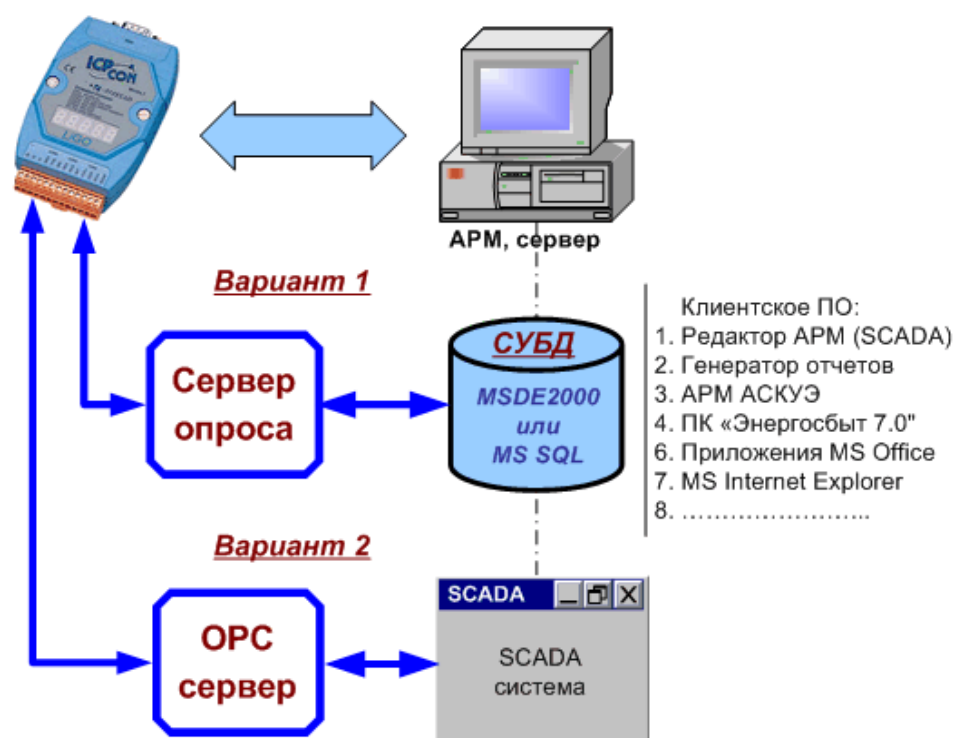 ICP
CON
АРМ, сервер
Вариант 1
Сервер
опроса
СУБД
MSDE2000
или
MS SQL
Клиентское ПО:
1. Редактор АРМ (SCADA)
2. Генератор отчетов
3. АРМ АСКУЭ
4. ПК «Энергосбыт 7.0"
6. Приложения MS Office
7. MS Internet Explorer
8. ……………………...
Вариант 2
OPC
сервер
SCADA
SCADA
система